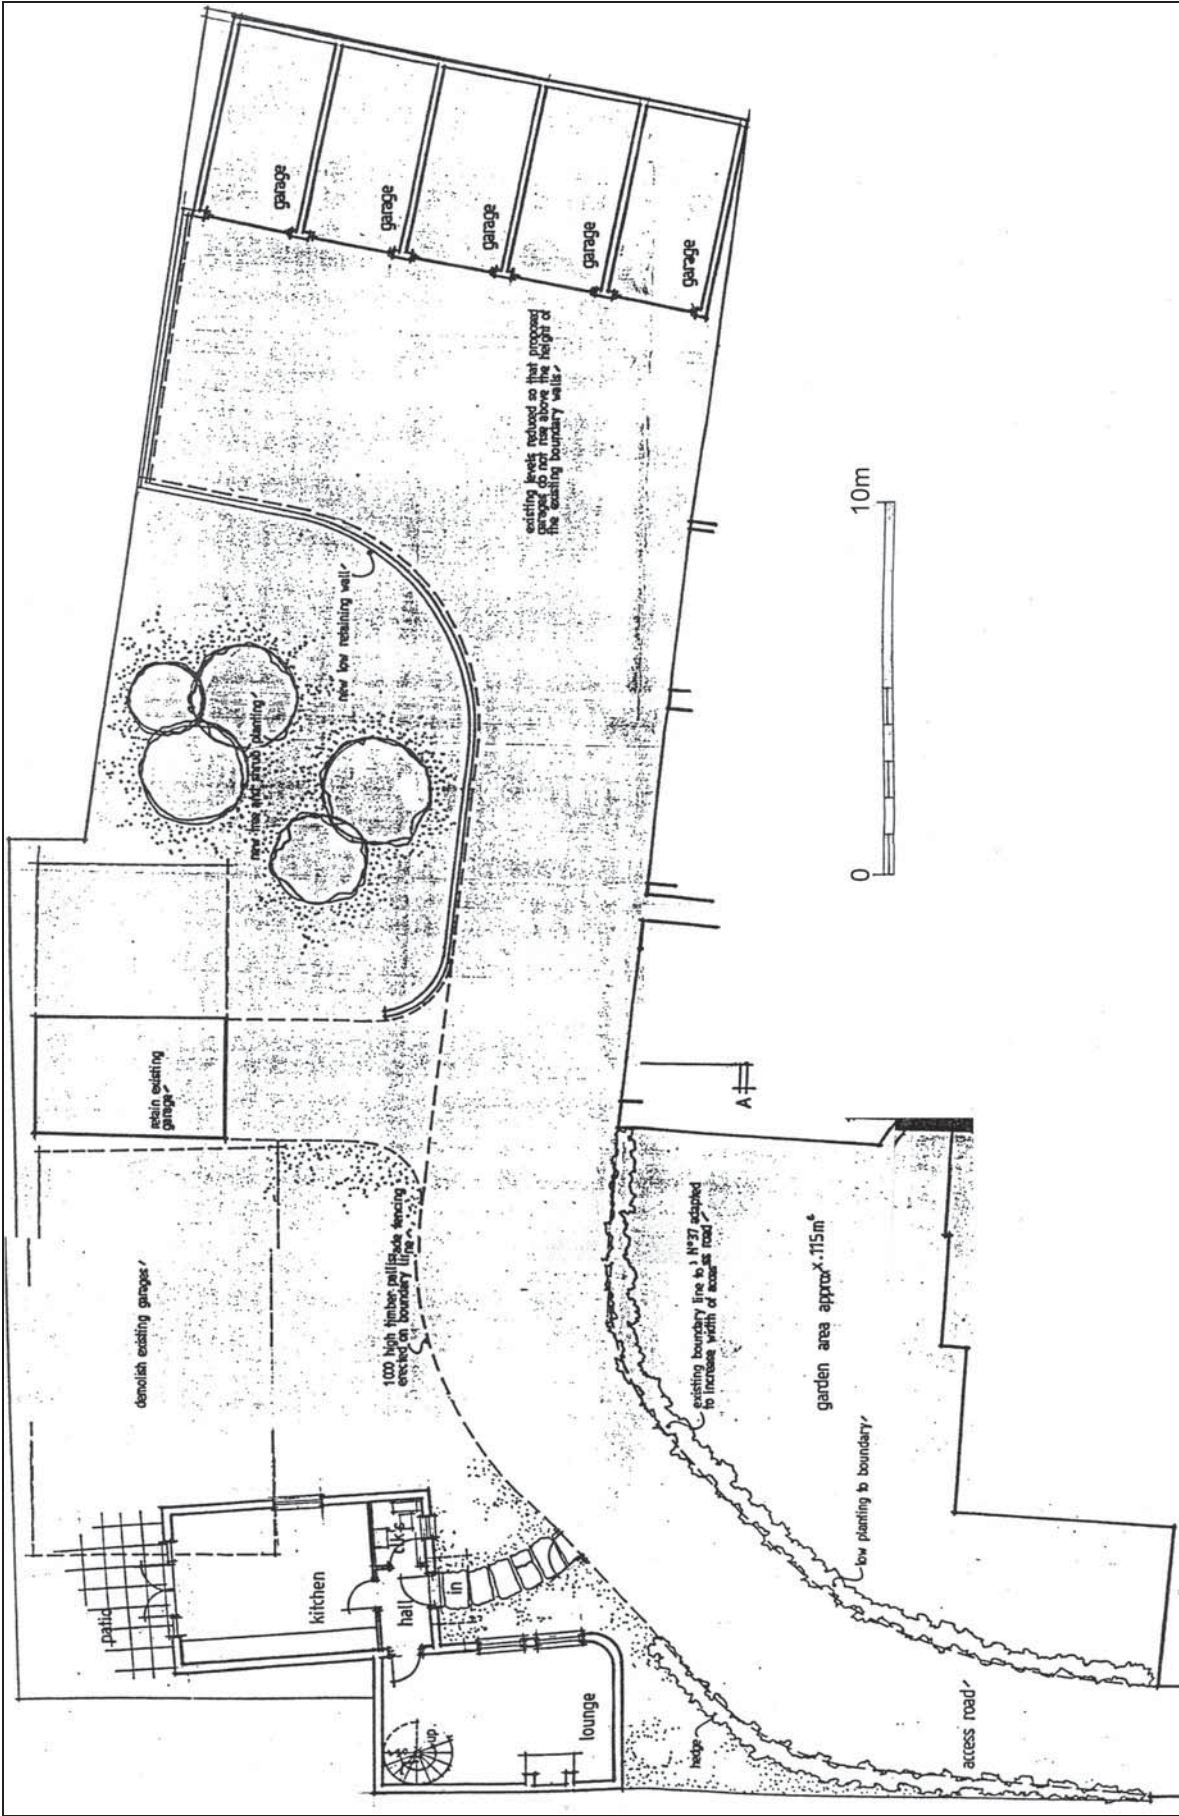 garage
garage
garage
garage
garage
existing levels reduced so that proposed
garages do not rise above the height of
the existing boundary walls
new low retaining wall
new tree and shrub planting
10m
0
retain existing
garage
A
demolish existing garages
1000 high timber pallisade fencing
erected on boundary line
existing boundary line to N°37 adapted
to increase width of access road
garden area approx. 115m
low planting to boundary
patio
kitchen
clk's
hall
in
up
lounge
hedge
access road